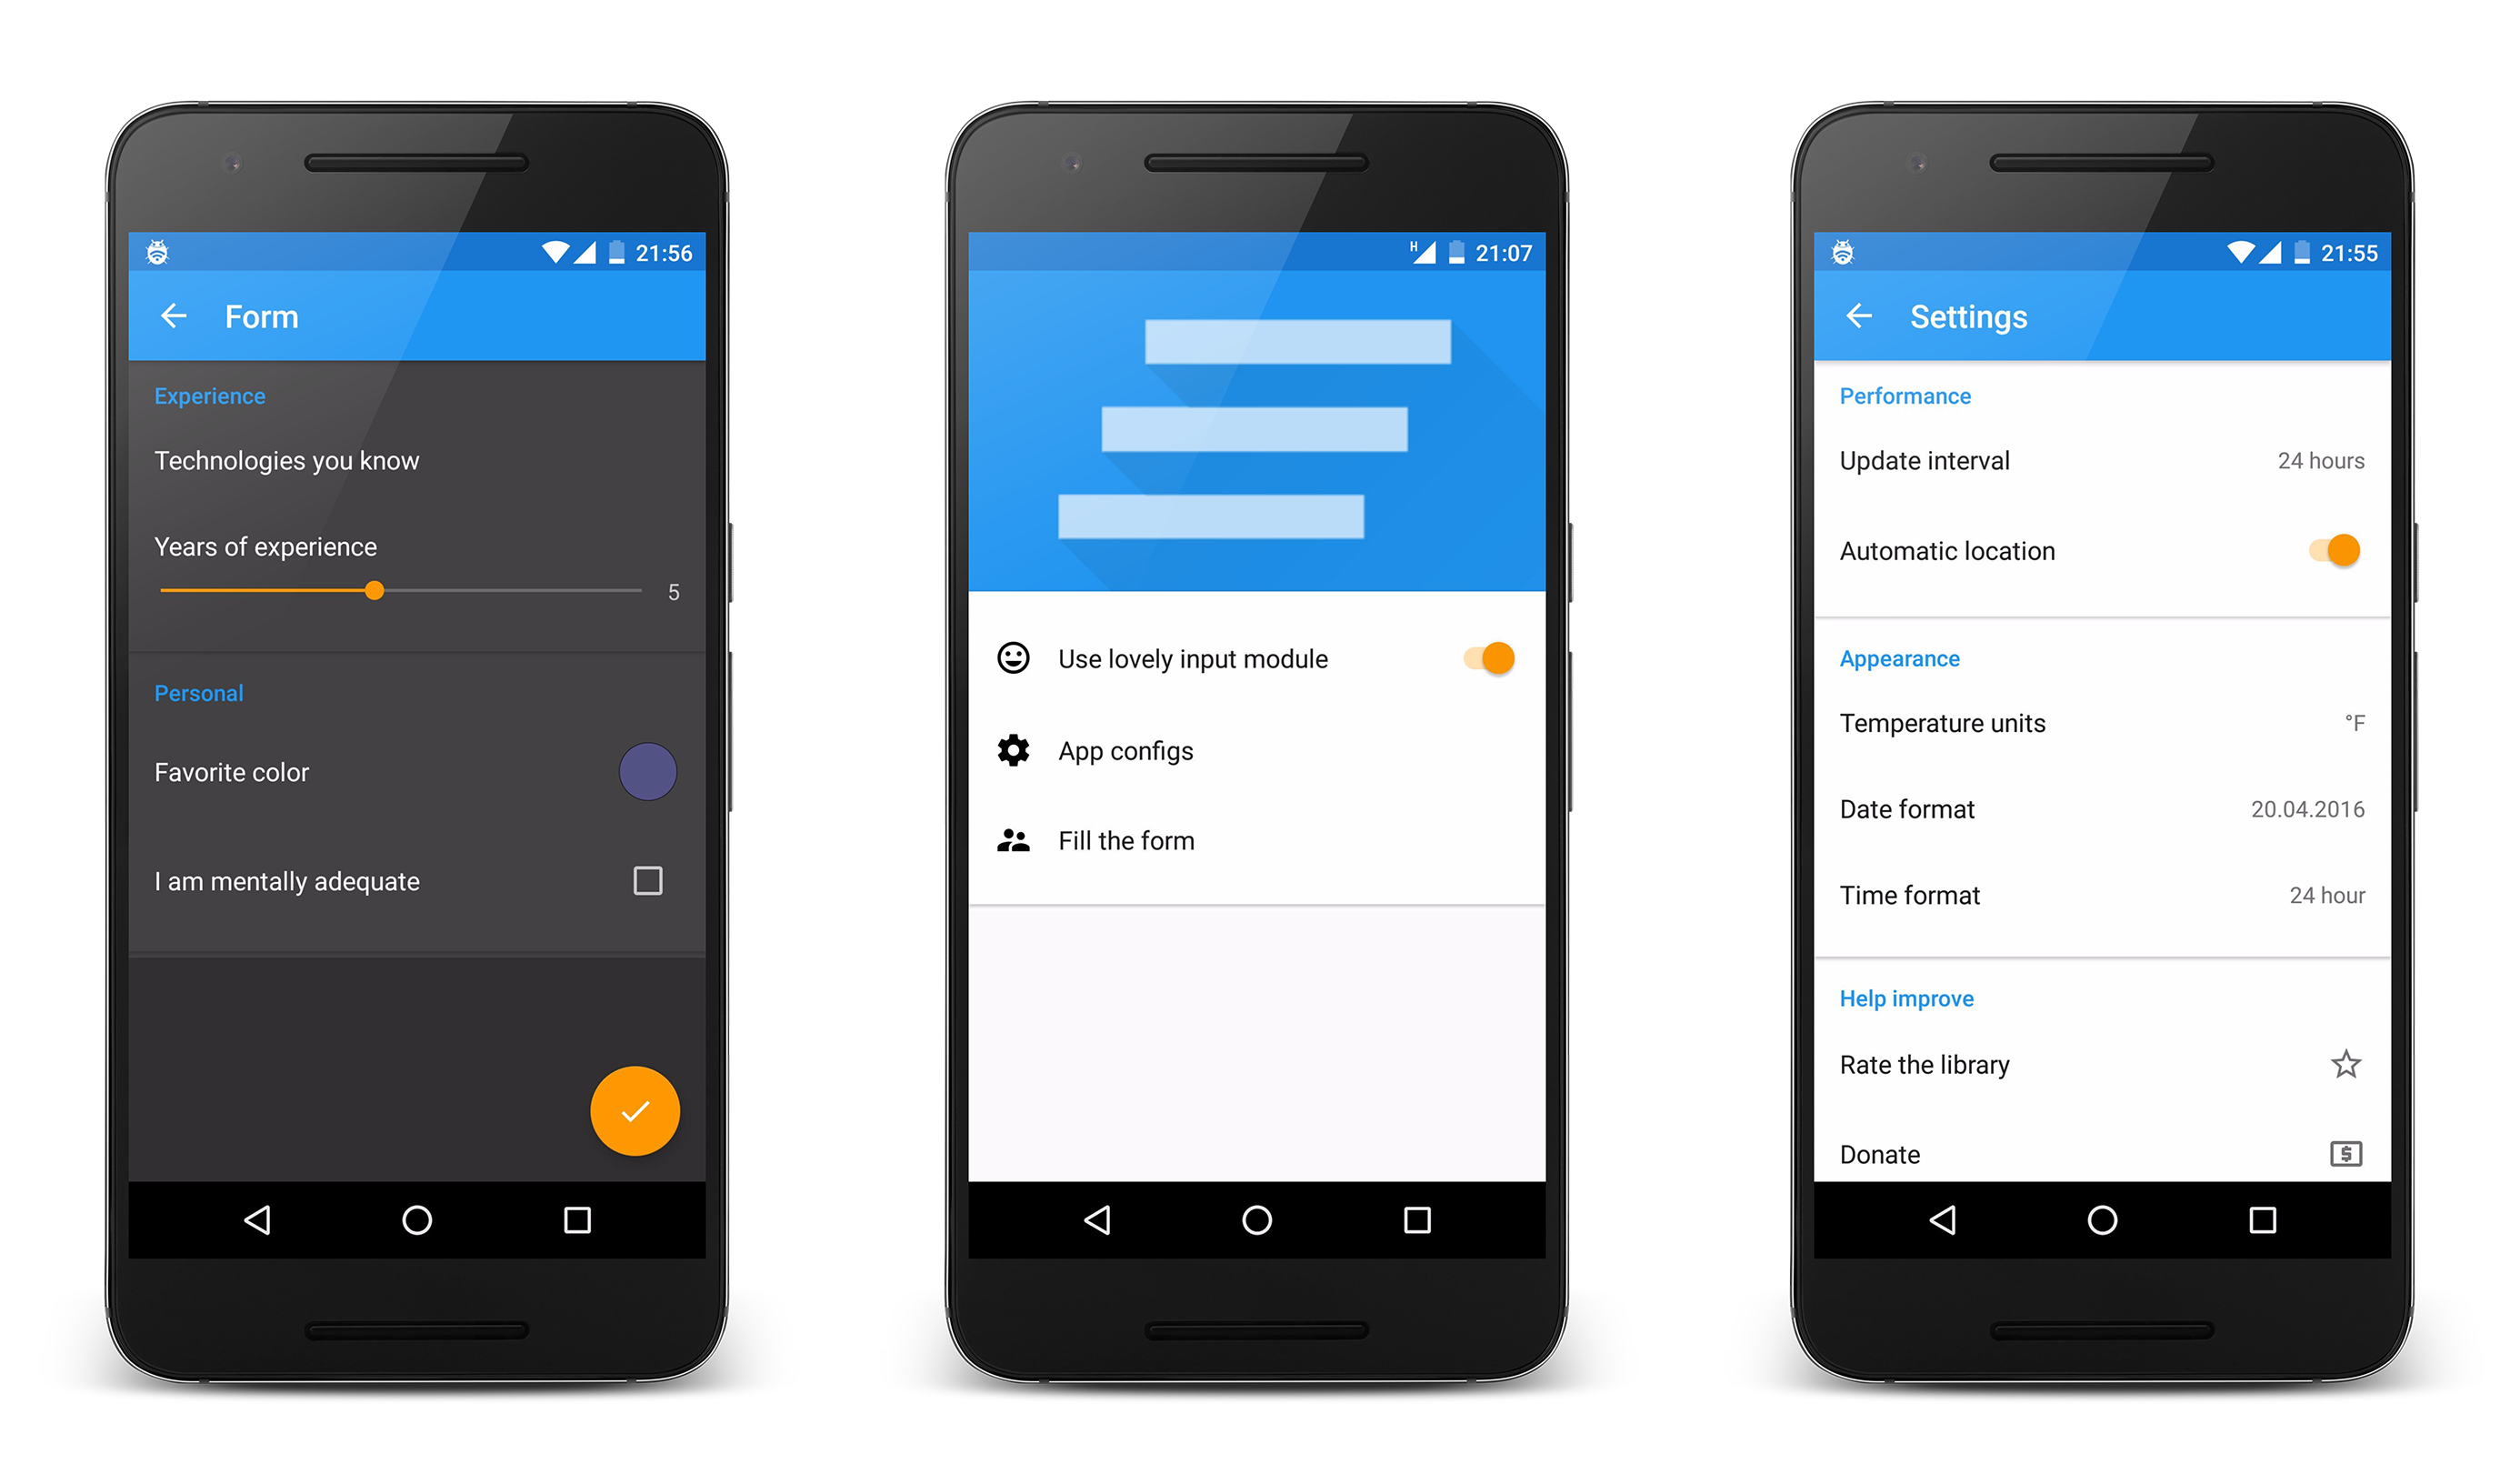 21:56
Form
Experience
Technologies you know
Years of experience
5
Personal
Favorite color
I am mentally adequate
H
21:07
Use lovely input module
App configs
Fill the form
21:55
Settings
Performance
Update interval 24 hours
Automatic location
Appearance
Temperature units °F
Date format 20.04.2016
Time format 24 hour
Help improve
Rate the library
Donate